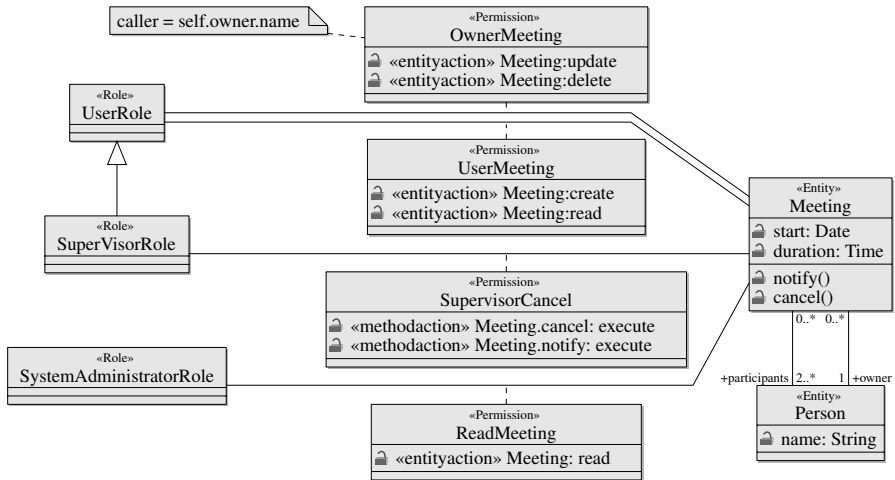 caller = self.owner.name
«Permission»
OwnerMeeting
«entityaction» Meeting:update
«entityaction» Meeting:delete
«Role»
UserRole
«Permission»
UserMeeting
«entityaction» Meeting:create
«entityaction» Meeting:read
«Entity»
Meeting
start: Date
duration: Time
notify()
cancel()
«Role»
SuperVisorRole
«Permission»
SupervisorCancel
«methodaction» Meeting.cancel: execute
«methodaction» Meeting.notify: execute
0..* 0..*
«Role»
SystemAdministratorRole
+participants 2..* 1 +owner
«Entity»
Person
name: String
«Permission»
ReadMeeting
«entityaction» Meeting: read